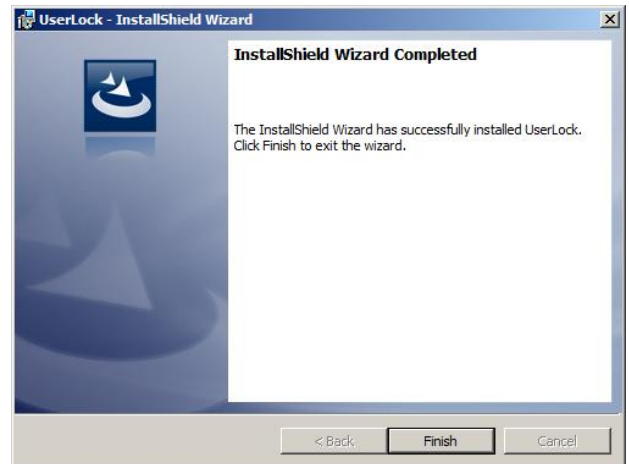 UserLock - InstallShield Wizard
InstallShield Wizard Completed
The InstallShield Wizard has successfully installed UserLock.
Click Finish to exit the wizard.
< Back
Finish
Cancel